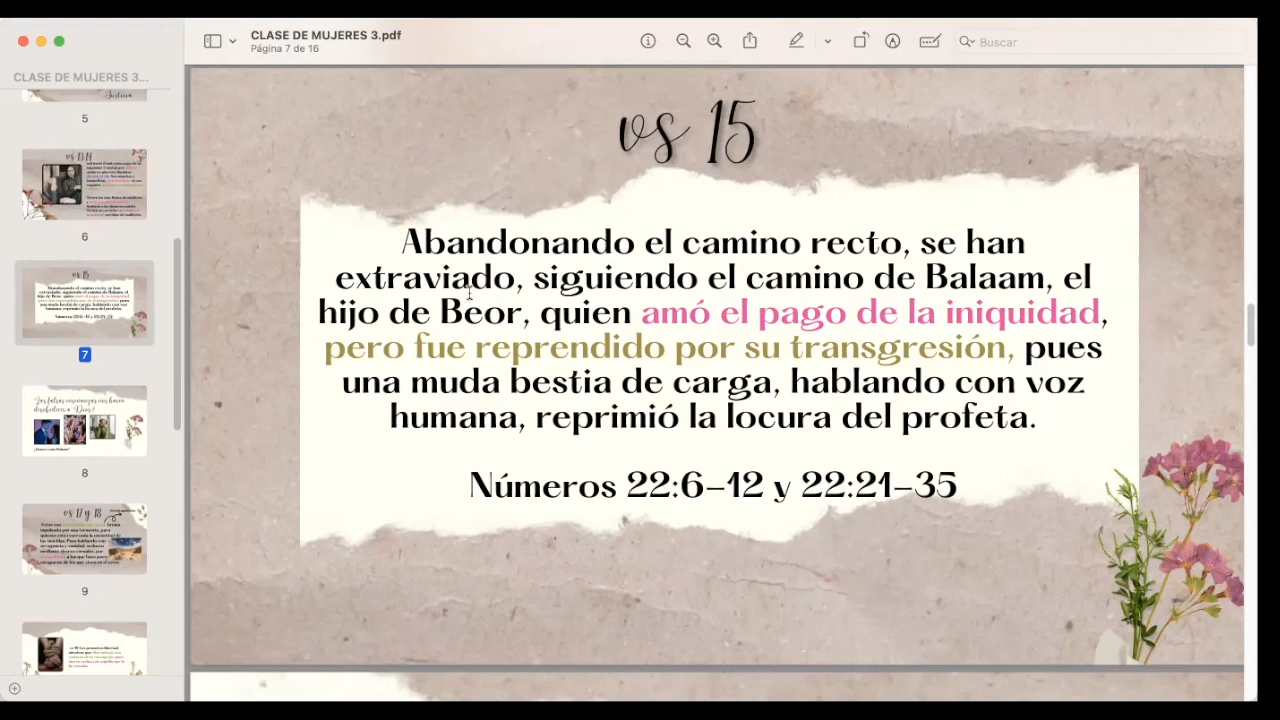 CLASE DE MUJERES 3.pdf
Página 7 de 16
Buscar
CLASE DE MUJERES 3...
5
6
7
8
9
vs 15
Abandonando el camino recto, se han
extraviado, siguiendo el camino de Balaam, el
hijo de Beor, quien amó el pago de la iniquidad,
pero fue reprendido por su transgresión, pues
una muda bestia de carga, hablando con voz
humana, reprimió la locura del profeta.
Números 22:6-12 y 22:21-35